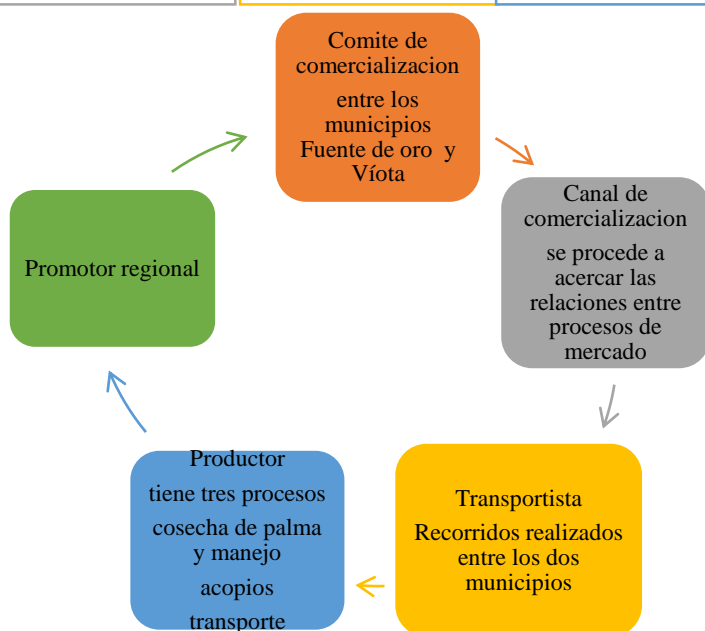 Comite de
comercializacion
entre los
municipios
Fuente de oro y
Víota
Canal de
comercializacion
se procede a
acercar las
relaciones entre
procesos de
mercado
Transportista
Recorridos realizados
entre los dos
municipios
Productor
tiene tres procesos
cosecha de palma
y manejo
acopios
transporte
Promotor regional